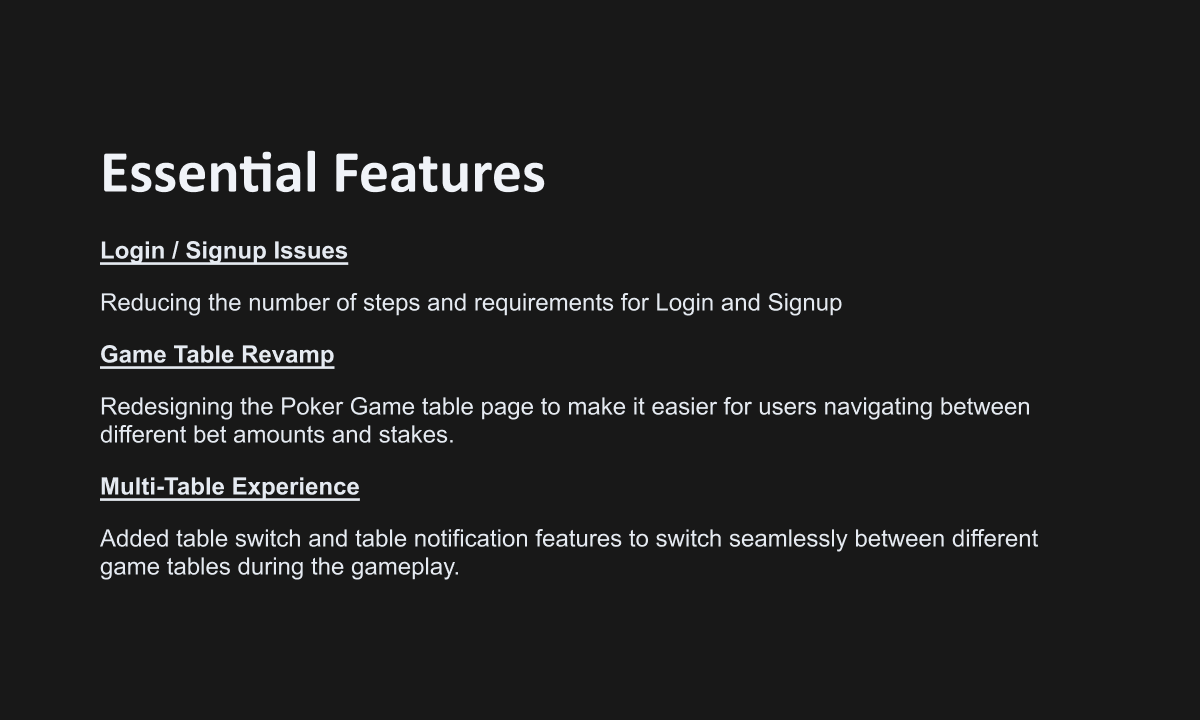 Essential Features
Login / Signup Issues
Reducing the number of steps and requirements for Login and Signup
Game Table Revamp
Redesigning the Poker Game table page to make it easier for users navigating between
different bet amounts and stakes.
Multi-Table Experience
Added table switch and table notification features to switch seamlessly between different
game tables during the gameplay.